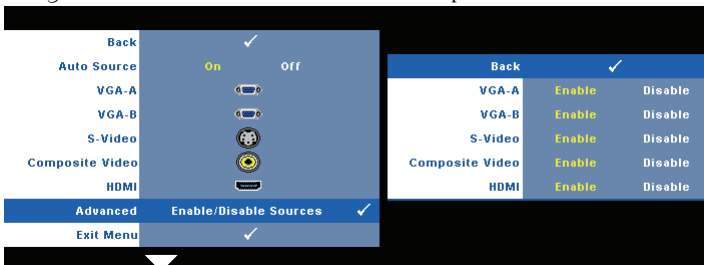 Back
Auto Source On Off
VGA-A
VGA-B
S-Video
Composite Video
HDMI
Advanced Enable/Disable Sources
Exit Menu
Back
VGA-A Enable Disable
VGA-B Enable Disable
S-Video Enable Disable
Composite Video Enable Disable
HDMI Enable Disable